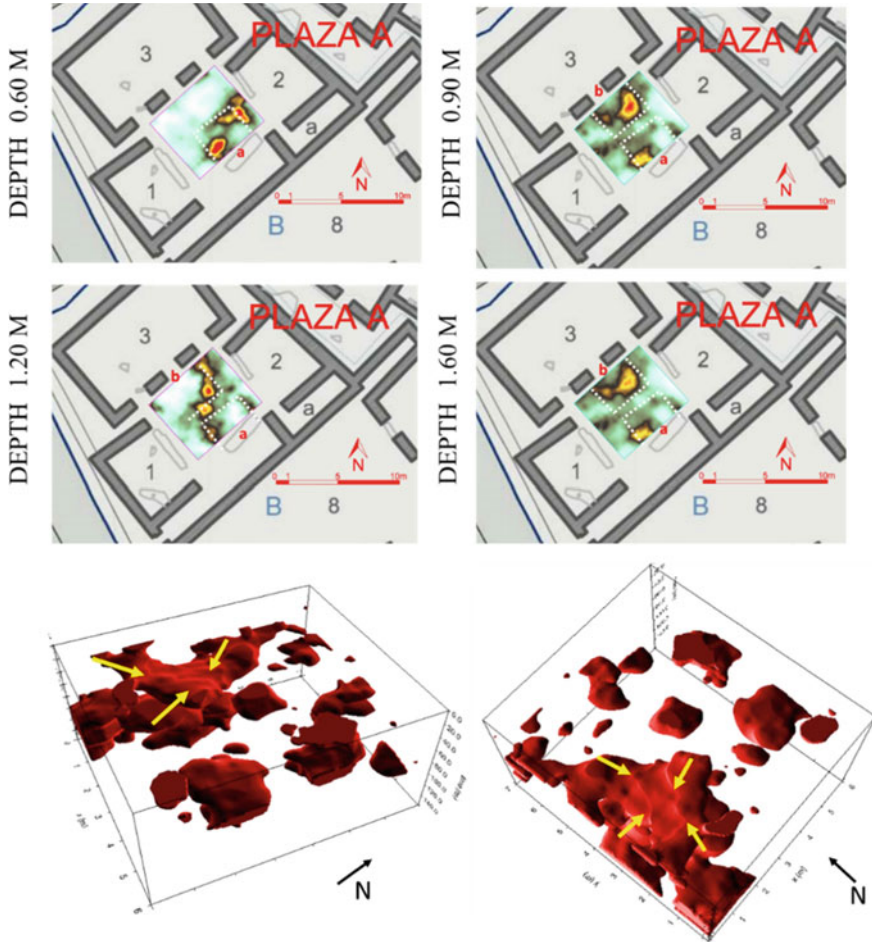 DEPTH 0.60 M
PLAZA A
3
2
a
a
1
0 1 5 10m
N
B 8
DEPTH 0.90 M
PLAZA A
3
b
2
a
a
1
0 1 5 10m
N
B 8
DEPTH 1.20 M
PLAZA A
3
b
2
a
a
1
0 1 5 10m
N
B 8
DEPTH 1.60 M
PLAZA A
3
b
2
a
a
1
0 1 5 10m
N
B 8
N
x [m]
N